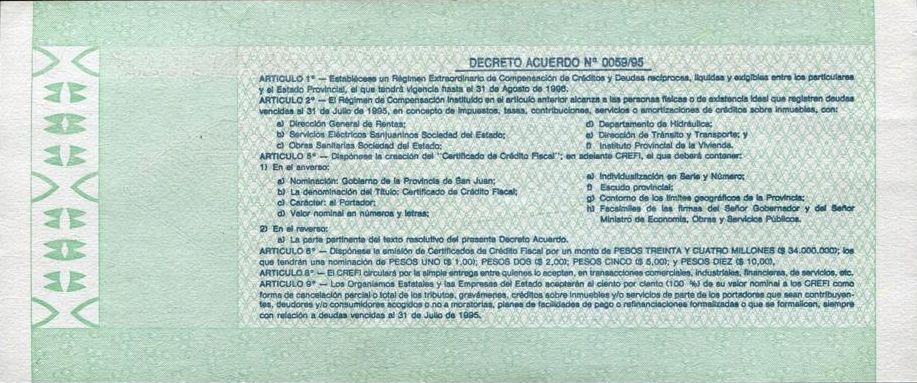 DECRETO ACUERDO Nº 0059/95
ARTICULO 1º — Establécese un Régimen Extraordinario de Compensación de Créditos y Deudas recíprocas, líquidas y exigibles entre los particulares
y el Estado Provincial, el que tendrá vigencia hasta el 31 de Agosto de 1996.
ARTICULO 2º — El Régimen de Compensación instituído en el artículo anterior alcanza a las personas físicas o de existencia ideal que registren deudas
vencidas al 31 de Julio de 1995, en concepto de impuestos, tasas, contribuciones, servicios o amortizaciones de créditos sobre inmuebles, con:
a) Dirección General de Rentas;
b) Servicios Eléctricos Sanjuaninos Sociedad del Estado;
c) Obras Sanitarias Sociedad del Estado;
d) Departamento de Hidráulica;
e) Dirección de Tránsito y Transporte; y
f) Instituto Provincial de la Vivienda.
ARTICULO 5º — Dispónese la creación del "Certificado de Crédito Fiscal"; en adelante CREFI, el que deberá contener:
1) En el anverso:
a) Nominación: Gobierno de la Provincia de San Juan;
b) La denominación del Título: Certificado de Crédito Fiscal;
c) Carácter: al Portador;
d) Valor nominal en números y letras;
e) Individualización en Serie y Número;
f) Escudo provincial;
g) Contorno de los límites geográficos de la Provincia;
h) Facsímiles de las firmas del Señor Gobernador y del Señor
Ministro de Economía, Obras y Servicios Públicos.
2) En el reverso:
a) La parte pertinente del texto resolutivo del presente Decreto Acuerdo.
ARTICULO 6º — Dispónese la emisión de Certificados de Crédito Fiscal por un monto de PESOS TREINTA Y CUATRO MILLONES ($ 34.000.000); los
que tendrán una nominación de PESOS UNO ($ 1,00); PESOS DOS ($ 2,00); PESOS CINCO ($ 5,00); y PESOS DIEZ ($ 10,00),
ARTICULO 8º — El CREFI circulará por la simple entrega entre quienes lo acepten, en transacciones comerciales, industriales, financieras, de servicios, etc.
ARTICULO 9º — Los Organismos Estatales y las Empresas del Estado aceptarán al ciento por ciento (100 %) de su valor nominal a los CREFI como
forma de cancelación parcial o total de los tributos, gravámenes, créditos sobre inmuebles y/o servicios de parte de los portadores que sean contribuyen-
tes, deudores y/o consumidores acogidos o no a moratorias, planes de facilidades de pago o refinanciaciones formalizadas o que se formalicen, siempre
con relación a deudas vencidas al 31 de Julio de 1995.